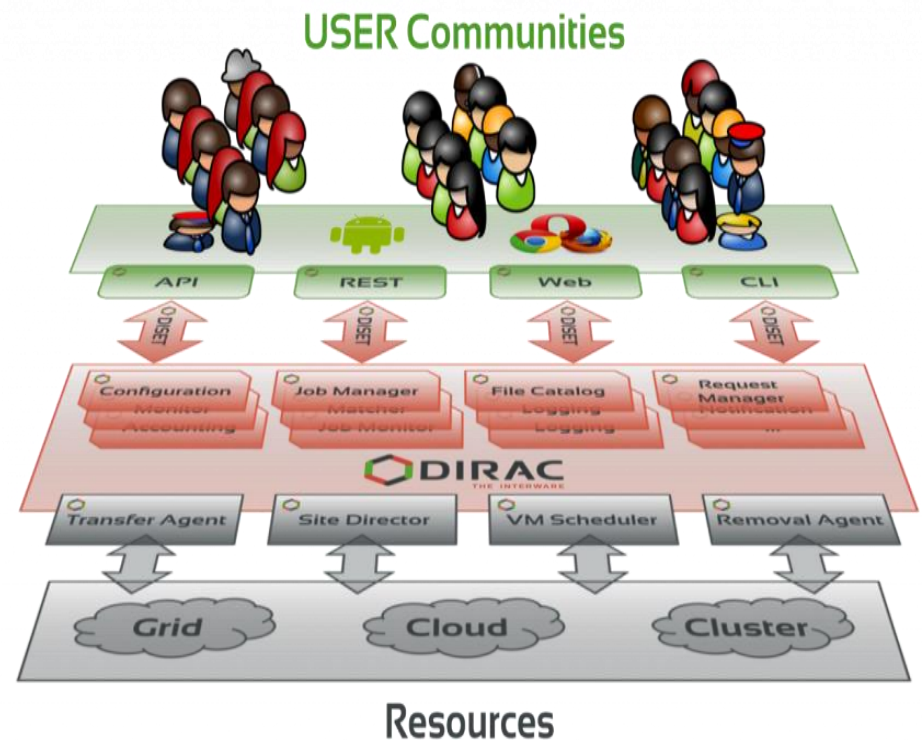 USER Communities
API
REST
Web
CLI
DISET
DISET
DISET
DISET
Configuration
Monitor
Accounting
Job Manager
Matcher
Job Monitor
File Catalog
Logging
Logging
Request
Manager
Notification
...
DIRAC
THE INTERWARE
Transfer Agent
Site Director
VM Scheduler
Removal Agent
Grid
Cloud
Cluster
Resources